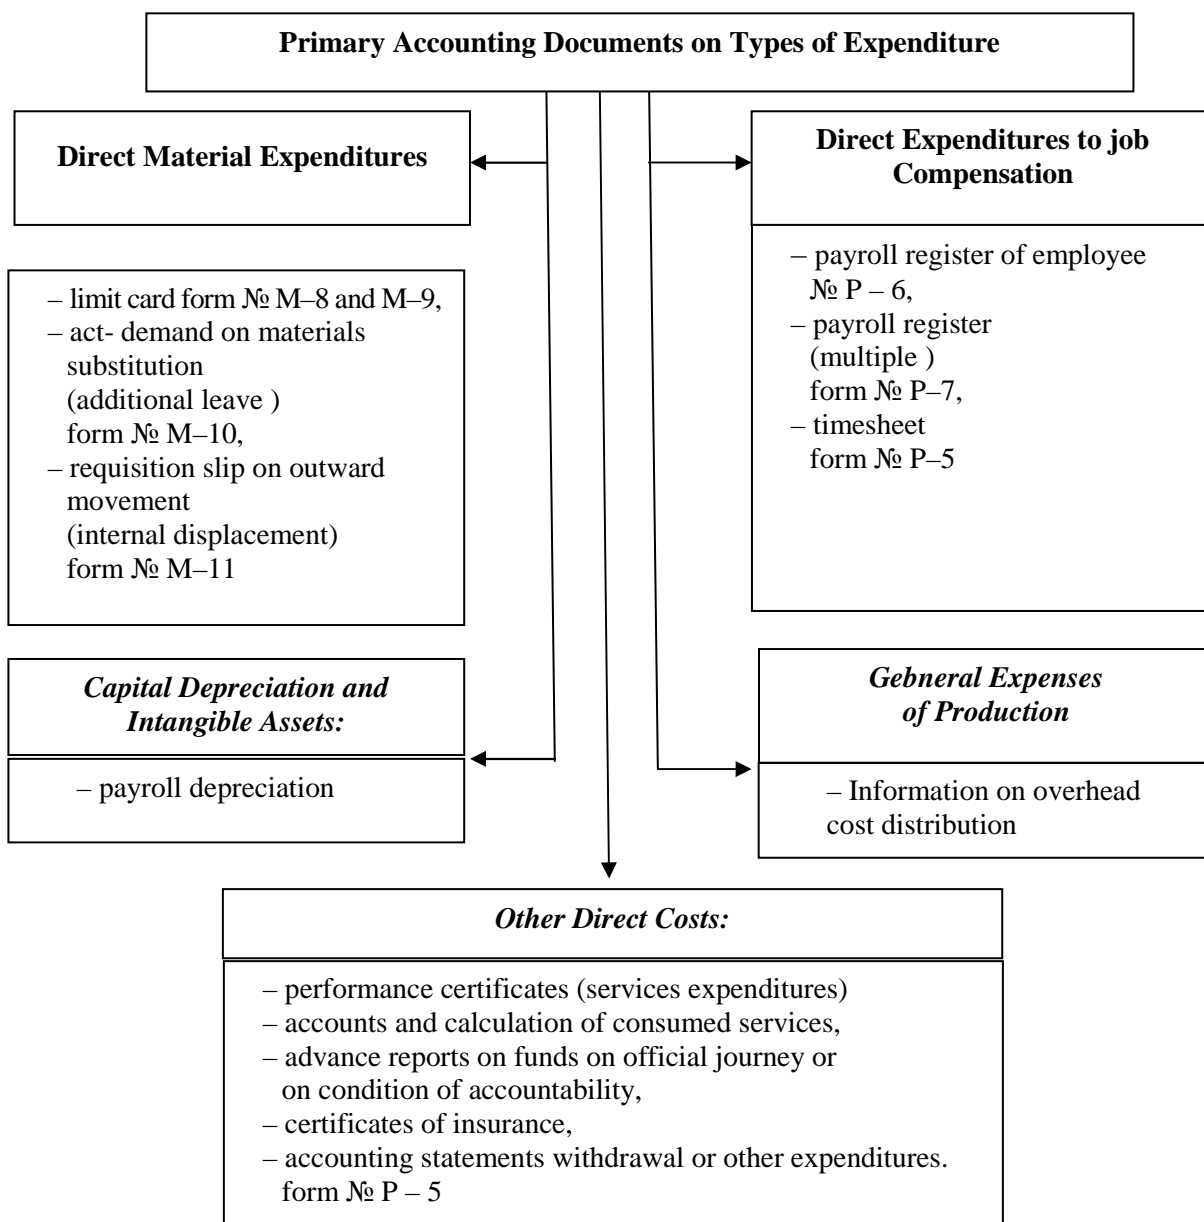 Primary Accounting Documents on Types of Expenditure
Direct Material Expenditures
– limit card form № M–8 and M–9,
– act- demand on materials
substitution
(additional leave )
form № M–10,
– requisition slip on outward
movement
(internal displacement)
form № M–11
Direct Expenditures to job
Compensation
– payroll register of employee
№ P – 6,
– payroll register
(multiple )
form № P–7,
– timesheet
form № P–5
Capital Depreciation and
Intangible Assets:
– payroll depreciation
Gebneral Expenses
of Production
– Information on overhead
cost distribution
Other Direct Costs:
– performance certificates (services expenditures)
– accounts and calculation of consumed services,
– advance reports on funds on official journey or
on condition of accountability,
– certificates of insurance,
– accounting statements withdrawal or other expenditures.
form № P – 5